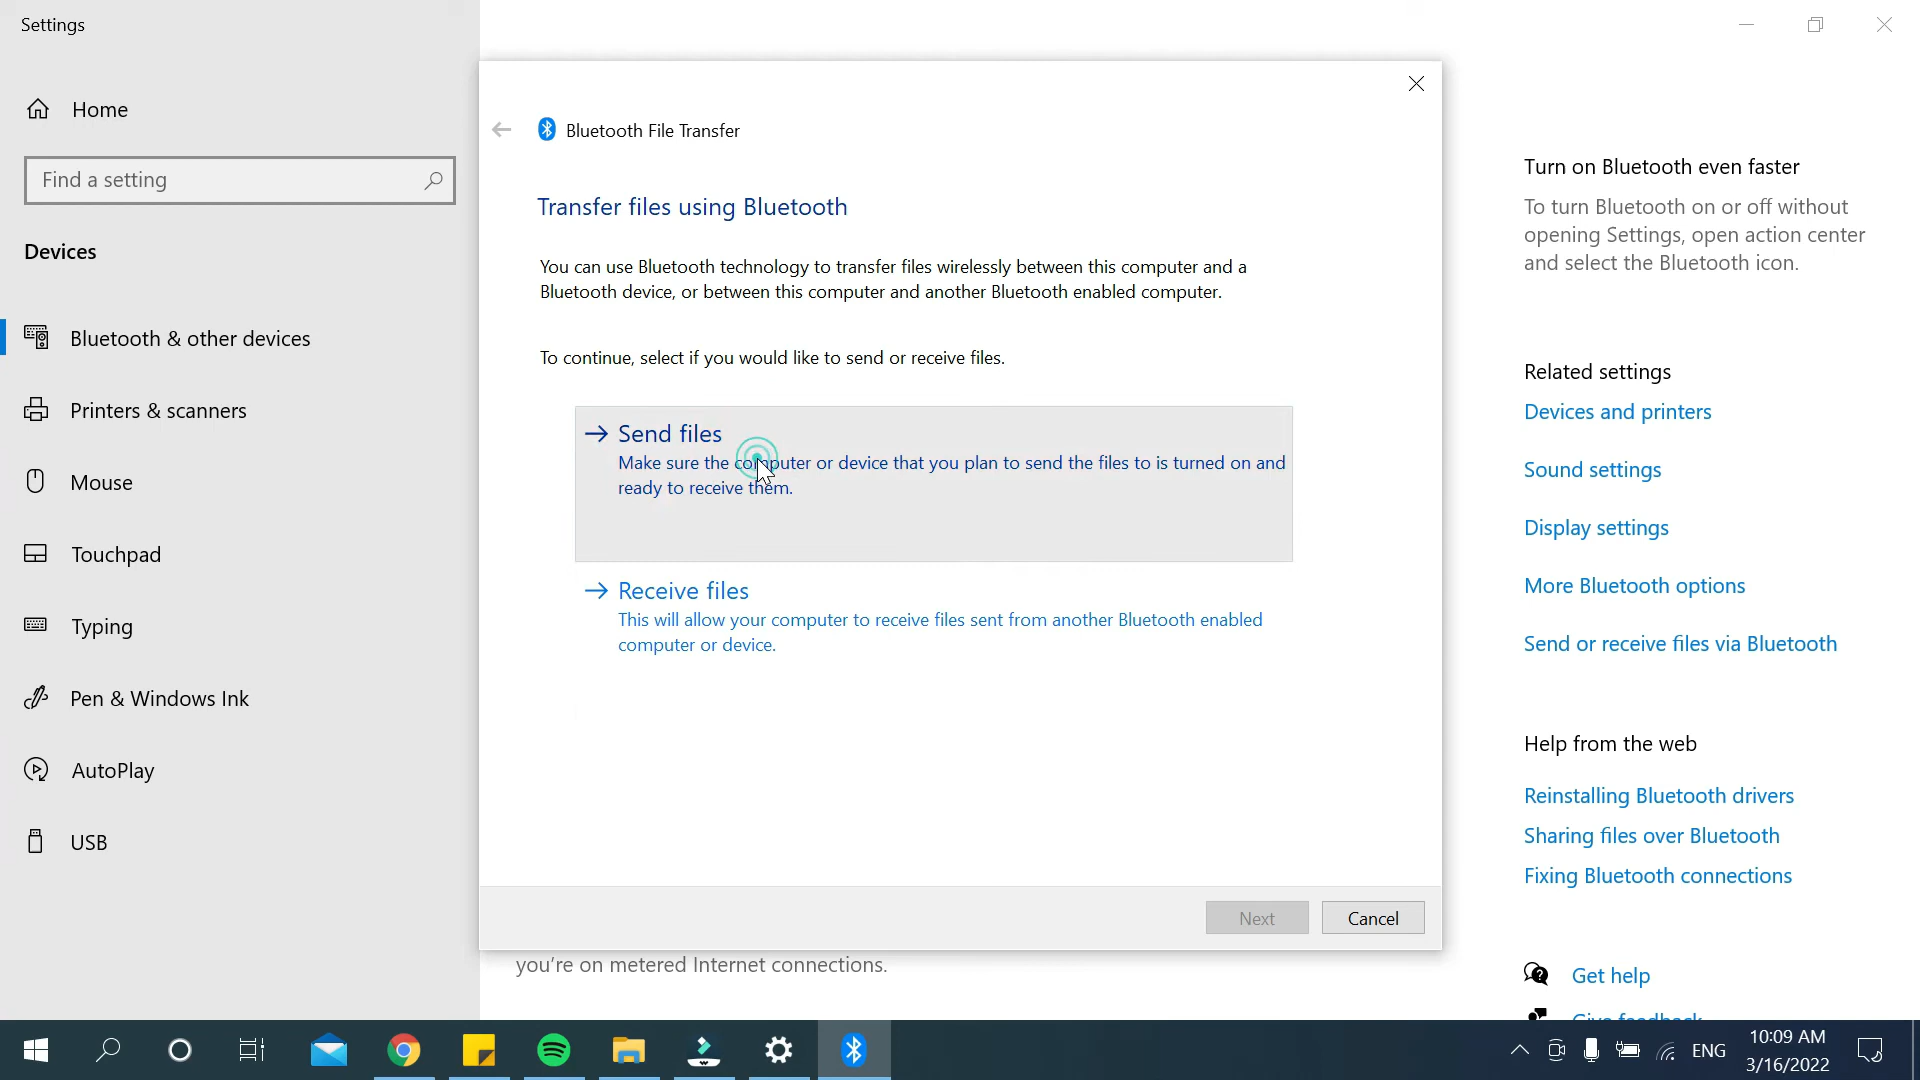 Settings
Home
Find a setting
Devices
Bluetooth & other devices
Printers & scanners
Mouse
Touchpad
Typing
Pen & Windows Ink
AutoPlay
USB
Bluetooth File Transfer
Transfer files using Bluetooth
You can use Bluetooth technology to transfer files wirelessly between this computer and a
Bluetooth device, or between this computer and another Bluetooth enabled computer.
To continue, select if you would like to send or receive files.
Send files
Make sure the computer or device that you plan to send the files to is turned on and
ready to receive them.
Receive files
This will allow your computer to receive files sent from another Bluetooth enabled
computer or device.
Next
Cancel
you're on metered Internet connections.
Turn on Bluetooth even faster
To turn Bluetooth on or off without
opening Settings, open action center
and select the Bluetooth icon.
Related settings
Devices and printers
Sound settings
Display settings
More Bluetooth options
Send or receive files via Bluetooth
Help from the web
Reinstalling Bluetooth drivers
Sharing files over Bluetooth
Fixing Bluetooth connections
Get help
Give feedback
ENG
10:09 AM
3/16/2022